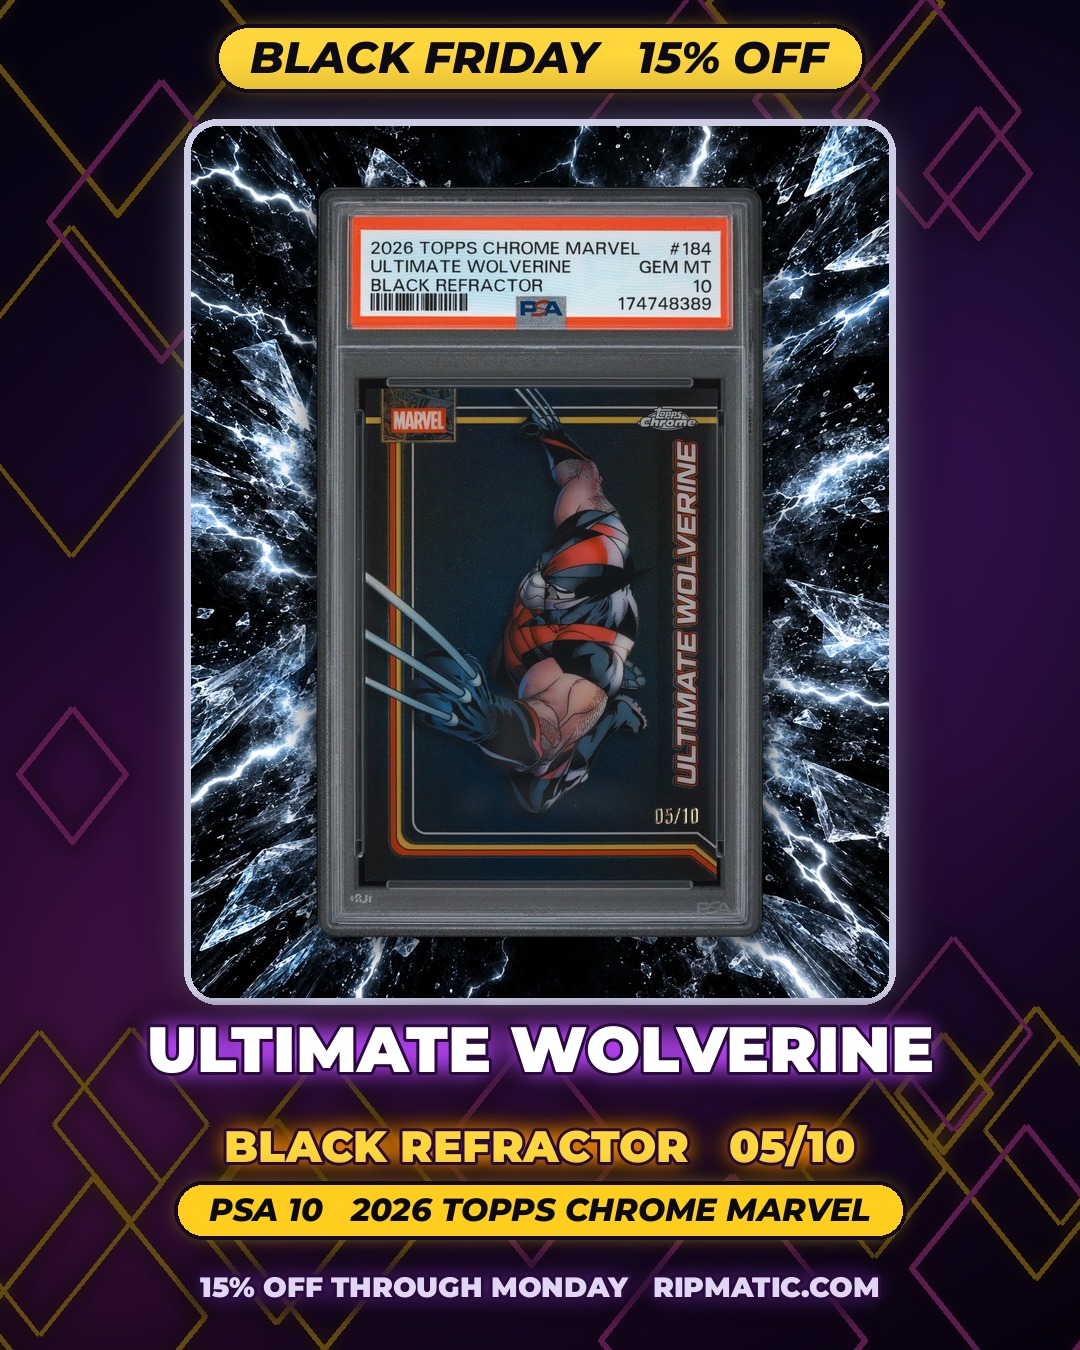 BLACK FRIDAY 15% OFF
2026 TOPPS CHROME MARVEL #184
ULTIMATE WOLVERINE GEM MT
BLACK REFRACTOR 10
PSA 174748389
MARVEL
Topps Chrome
ULTIMATE WOLVERINE
05/10
PSA
ULTIMATE WOLVERINE
BLACK REFRACTOR 05/10
PSA 10 2026 TOPPS CHROME MARVEL
15% OFF THROUGH MONDAY RIPMATIC.COM